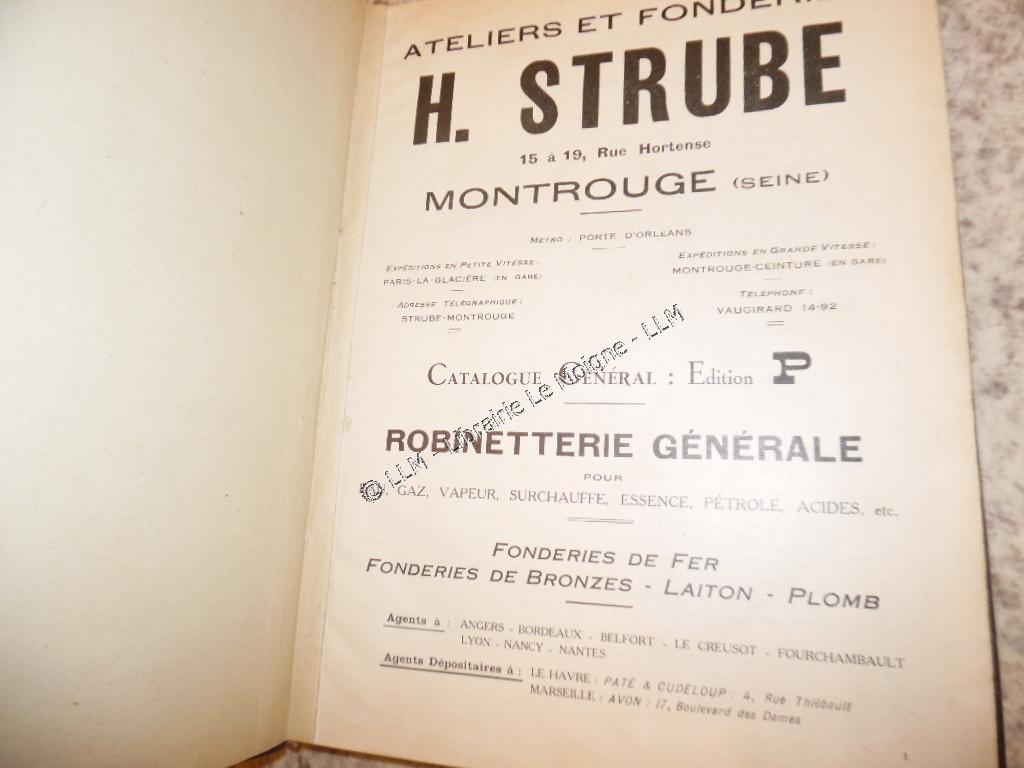 ATELIERS ET FONDERIE
H. STRUBE
15 à 19, Rue Hortense
MONTROUGE (SEINE)
MÉTRO : PORTE D'ORLÉANS
EXPÉDITIONS EN PETITE VITESSE :
PARIS-LA-GLACIÈRE (EN GARE)
EXPÉDITIONS EN GRANDE VITESSE :
MONTROUGE-CEINTURE (EN GARE)
ADRESSE TÉLÉGRAPHIQUE :
STRUBE-MONTROUGE
TÉLÉPHONE :
VAUGIRARD 14-92
CATALOGUE GÉNÉRAL : Edition P
ROBINETTERIE GÉNÉRALE
POUR
GAZ, VAPEUR, SURCHAUFFE, ESSENCE, PÉTROLE, ACIDES, etc.
FONDERIES DE FER
FONDERIES DE BRONZES - LAITON - PLOMB
Agents à : ANGERS - BORDEAUX - BELFORT - LE CREUSOT - FOURCHAMBAULT
LYON - NANCY - NANTES
Agents Dépositaires à : LE HAVRE : PATÉ & CUDELOUP : 4, Rue Thiébault
MARSEILLE : AVON : 17, Boulevard des Dames
1
@ LLM - Librairie Le Moigne - LLM